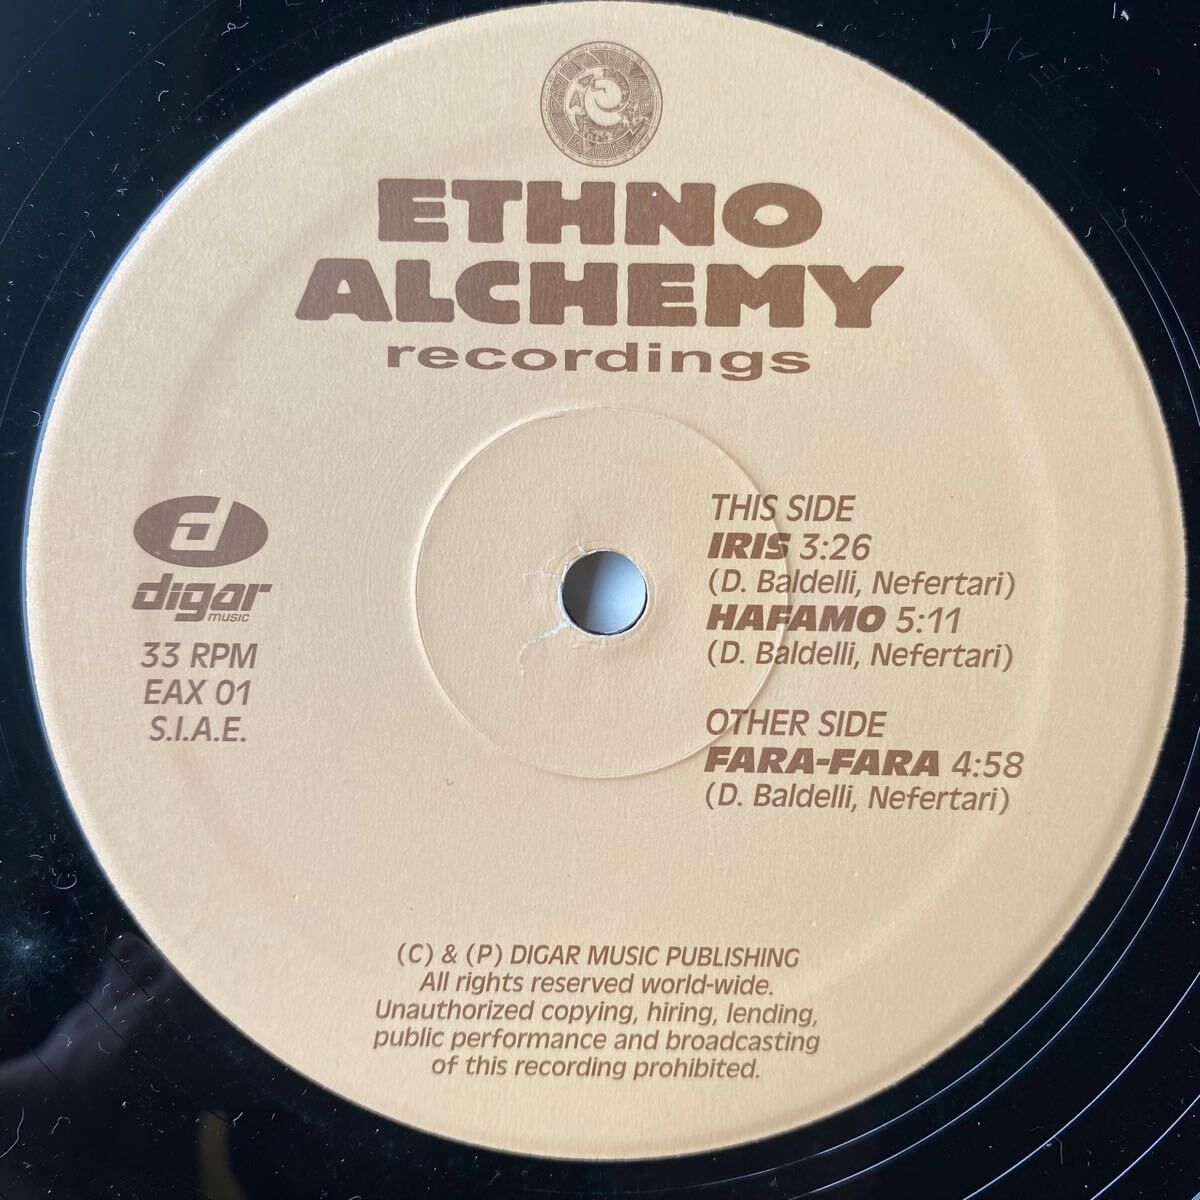 ETHNO
ALCHEMY
recordings
digar
music
33 RPM
EAX 01
S.I.A.E.
THIS SIDE
IRIS 3:26
(D. Baldelli, Nefertari)
HAFAMO 5:11
(D. Baldelli, Nefertari)
OTHER SIDE
FARA-FARA 4:58
(D. Baldelli, Nefertari)
(C) & (P) DIGAR MUSIC PUBLISHING
All rights reserved world-wide.
Unauthorized copying, hiring, lending,
public performance and broadcasting
of this recording prohibited.